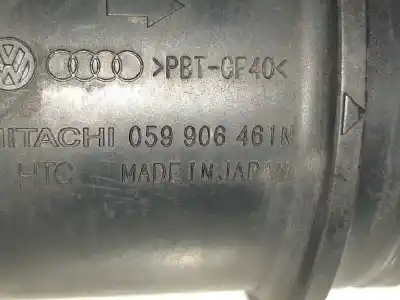 >PBT-GF40<
HITACHI 059 906 461N
HTC MADE IN JAPAN